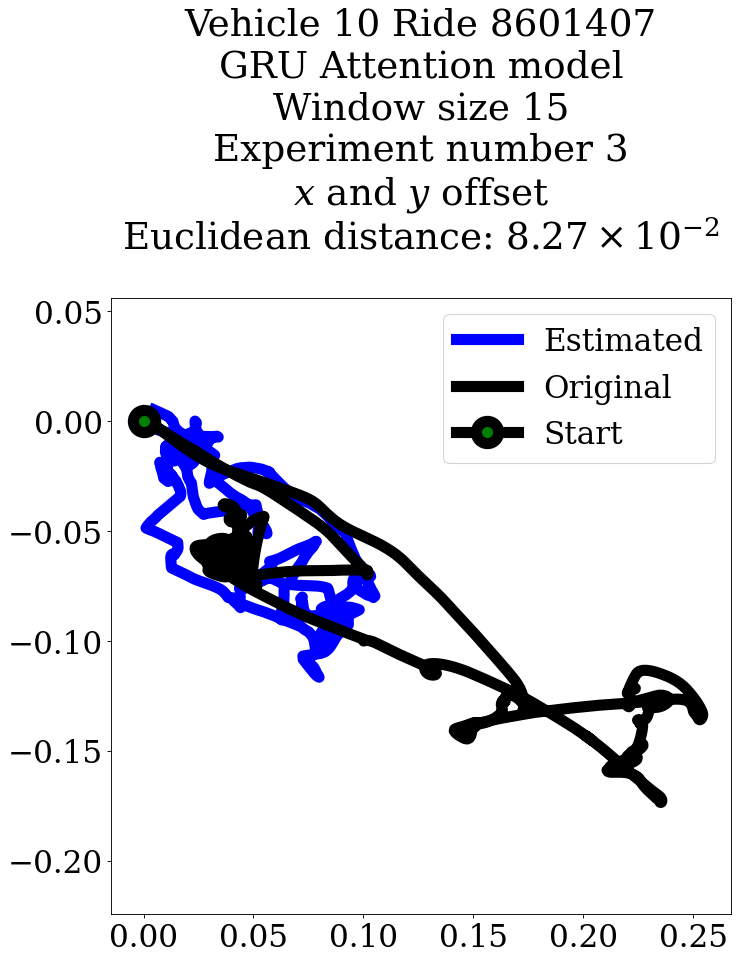 Vehicle 10 Ride 8601407
GRU Attention model
Window size 15
Experiment number 3
x and y offset
Euclidean distance: 8.27 × 10⁻²
Estimated
Original
Start
0.05
0.00
−0.05
−0.10
−0.15
−0.20
0.00 0.05 0.10 0.15 0.20 0.25